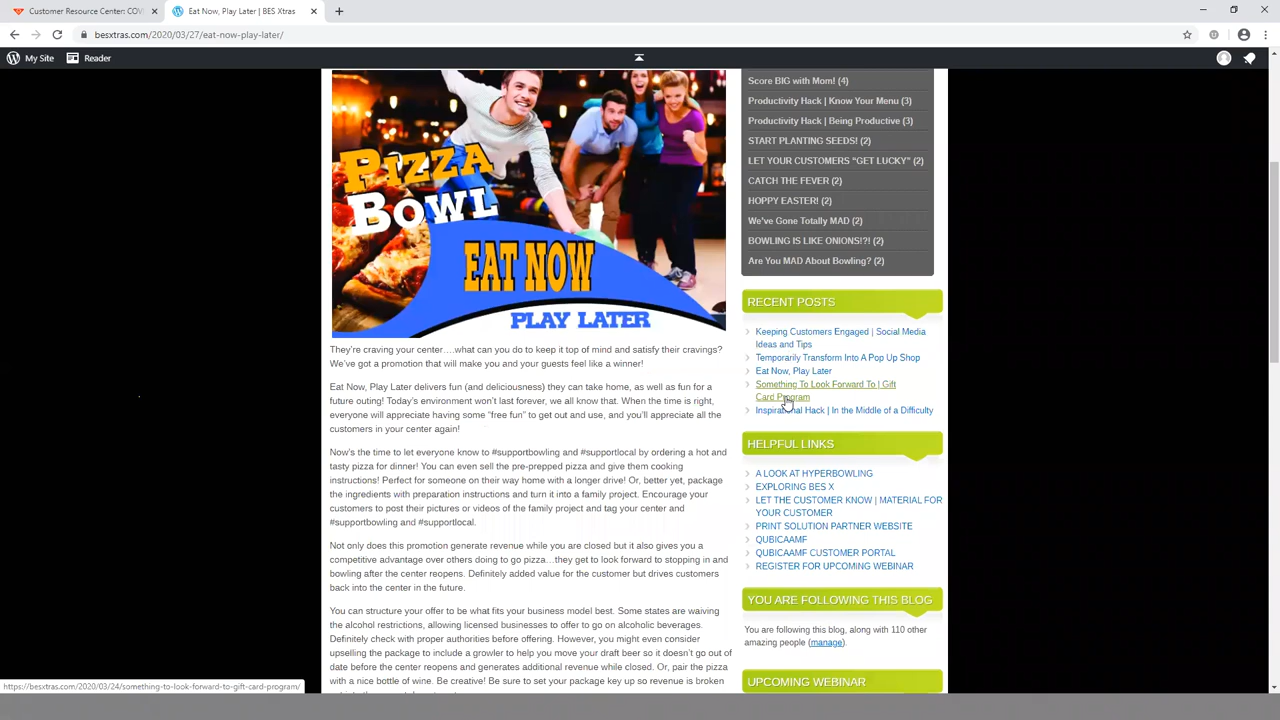 Customer Resource Center: COVI
Eat Now, Play Later | BES Xtras
besxtras.com/2020/03/27/eat-now-play-later/
My Site
Reader
PIZZA
BOWL
EAT NOW
PLAY LATER
They're craving your center….what can you do to keep it top of mind and satisfy their cravings?
We've got a promotion that will make you and your guests feel like a winner!
Eat Now, Play Later delivers fun (and deliciousness) they can take home, as well as fun for a
future outing! Today's environment won't last forever, we all know that. When the time is right,
everyone will appreciate having some "free fun" to get out and use, and you'll appreciate all the
customers in your center again!
Now's the time to let everyone know to #supportbowling and #supportlocal by ordering a hot and
tasty pizza for dinner! You can even sell the pre-prepped pizza and give them cooking
instructions! Perfect for someone on their way home with a longer drive! Or, better yet, package
the ingredients with preparation instructions and turn it into a family project. Encourage your
customers to post their pictures or videos of the family project and tag your center and
#supportbowling and #supportlocal.
Not only does this promotion generate revenue while you are closed but it also gives you a
competitive advantage over others doing to go pizza…they get to look forward to stopping in and
bowling after the center reopens. Definitely added value for the customer but drives customers
back into the center in the future.
You can structure your offer to be what fits your business model best. Some states are waiving
the alcohol restrictions, allowing licensed businesses to offer to go on alcoholic beverages.
Definitely check with proper authorities before offering. However, you might even consider
upselling the package to include a growler to help you move your draft beer so it doesn't go out of
date before the center reopens and generates additional revenue while closed. Or, pair the pizza
with a nice bottle of wine. Be creative! Be sure to set your package key up so revenue is broken
Score BIG with Mom! (4)
Productivity Hack | Know Your Menu (3)
Productivity Hack | Being Productive (3)
START PLANTING SEEDS! (2)
LET YOUR CUSTOMERS "GET LUCKY" (2)
CATCH THE FEVER (2)
HOPPY EASTER! (2)
We've Gone Totally MAD (2)
BOWLING IS LIKE ONIONS!?! (2)
Are You MAD About Bowling? (2)
RECENT POSTS
Keeping Customers Engaged | Social Media
Ideas and Tips
Temporarily Transform Into A Pop Up Shop
Eat Now, Play Later
Something To Look Forward To | Gift
Card Program
Inspirational Hack | In the Middle of a Difficulty
HELPFUL LINKS
A LOOK AT HYPERBOWLING
EXPLORING BES X
LET THE CUSTOMER KNOW | MATERIAL FOR
YOUR CUSTOMER
PRINT SOLUTION PARTNER WEBSITE
QUBICAAMF
QUBICAAMF CUSTOMER PORTAL
REGISTER FOR UPCOMING WEBINAR
YOU ARE FOLLOWING THIS BLOG
You are following this blog, along with 110 other
amazing people (manage).
UPCOMING WEBINAR
https://besxtras.com/2020/03/24/something-to-look-forward-to-gift-card-program/